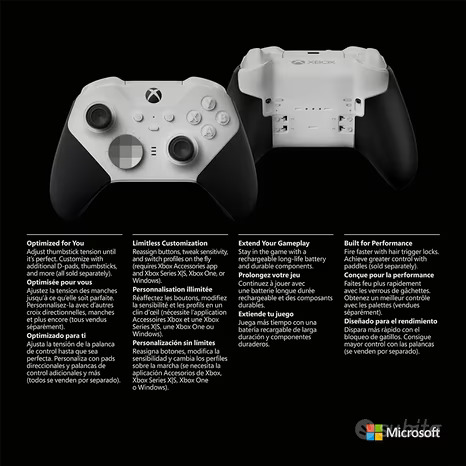 XBOX
Optimized for You
Adjust thumbstick tension until
it's perfect. Customize with
additional D-pads, thumbsticks,
and more (all sold separately).
Optimisée pour vous
Ajustez la tension des manches
jusqu'à ce qu'elle soit parfaite.
Personnalisez-la avec d'autres
croix directionnelles, manches
et plus encore (tous vendus
séparément).
Optimizado para ti
Ajusta la tensión de la palanca
de control hasta que sea
perfecta. Personaliza con pads
direccionales y palancas de
control adicionales y más
(todos se venden por separado).
Limitless Customization
Reassign buttons, tweak sensitivity,
and switch profiles on the fly
(requires Xbox Accessories app
and Xbox Series X|S, Xbox One, or
Windows).
Personnalisation illimitée
Réaffectez les boutons, modifiez
la sensibilité et les profils en un
clin d'œil (nécessite l'application
Accessoires Xbox et une Xbox
Series X|S, une Xbox One ou
Windows).
Personalización sin límites
Reasigna botones, modifica la
sensibilidad y cambia los perfiles
sobre la marcha (se necesita la
aplicación Accesorios de Xbox,
Xbox Series X|S, Xbox One
o Windows).
Extend Your Gameplay
Stay in the game with a
rechargeable long-life battery
and durable components.
Prolongez votre jeu
Continuez à jouer avec
une batterie longue durée
rechargeable et des composants
durables.
Extiende tu juego
Juega más tiempo con una
batería recargable de larga
duración y componentes
duraderos.
Built for Performance
Fire faster with hair trigger locks.
Achieve greater control with
paddles (sold separately).
Conçue pour la performance
Faites feu plus rapidement
avec les verrous de gâchettes.
Obtenez un meilleur contrôle
avec les palettes (vendues
séparément).
Diseñado para el rendimiento
Dispara más rápido con el
bloqueo de gatillos. Consigue
mayor control con las palancas
(se venden por separado).
subito
Microsoft